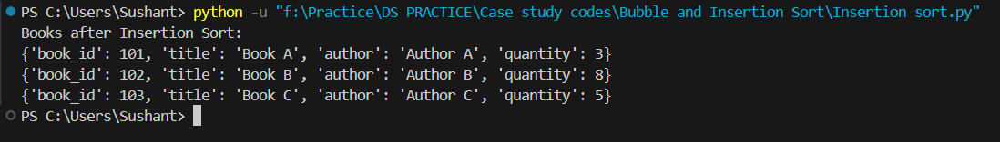 PS C:\Users\Sushant> python -u "f:\Practice\DS PRACTICE\Case study codes\Bubble and Insertion Sort\Insertion sort.py"
Books after Insertion Sort:
{'book_id': 101, 'title': 'Book A', 'author': 'Author A', 'quantity': 3}
{'book_id': 102, 'title': 'Book B', 'author': 'Author B', 'quantity': 8}
{'book_id': 103, 'title': 'Book C', 'author': 'Author C', 'quantity': 5}
PS C:\Users\Sushant>